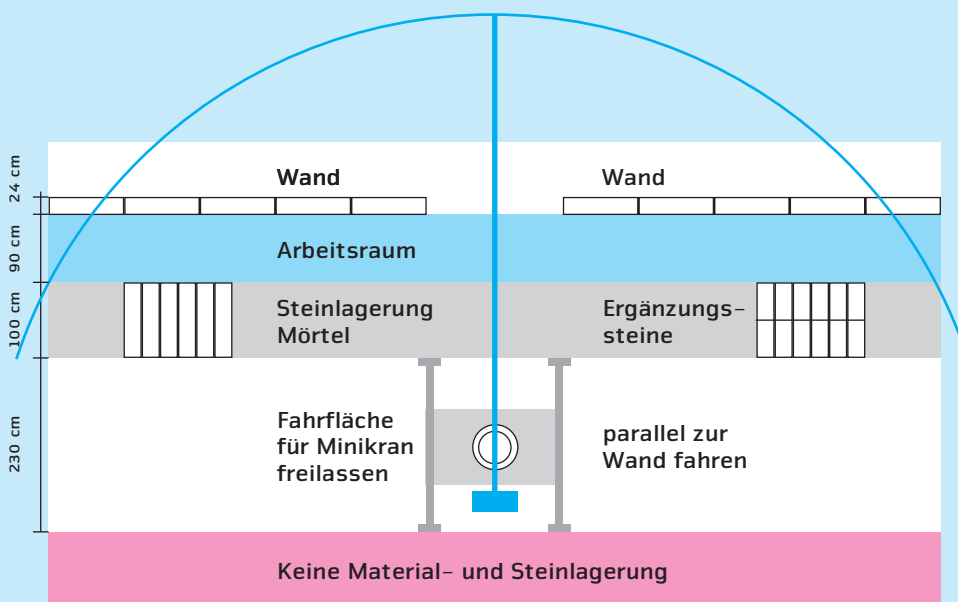 24 cm
Wand
Wand
90 cm
Arbeitsraum
100 cm
Steinlagerung
Mörtel
Ergänzungs-
steine
230 cm
Fahrfläche
für Minikran
freilassen
parallel zur
Wand fahren
Keine Material- und Steinlagerung